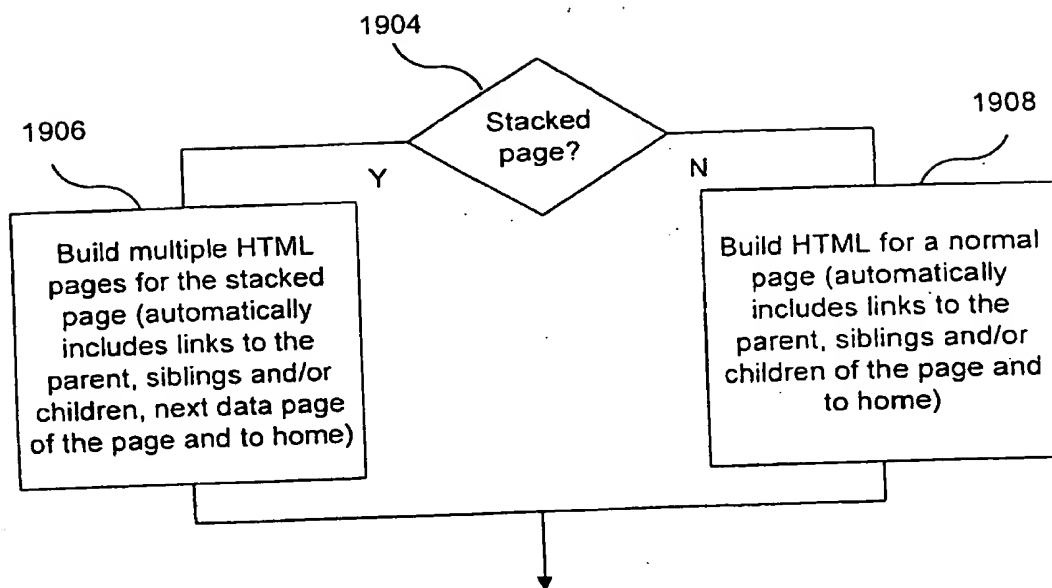 1904
Stacked
page?
1906
1908
Y
N
Build multiple HTML
pages for the stacked
page (automatically
includes links to the
parent, siblings and/or
children, next data page
of the page and to home)
Build HTML for a normal
page (automatically
includes links to the
parent, siblings and/or
children of the page and
to home)